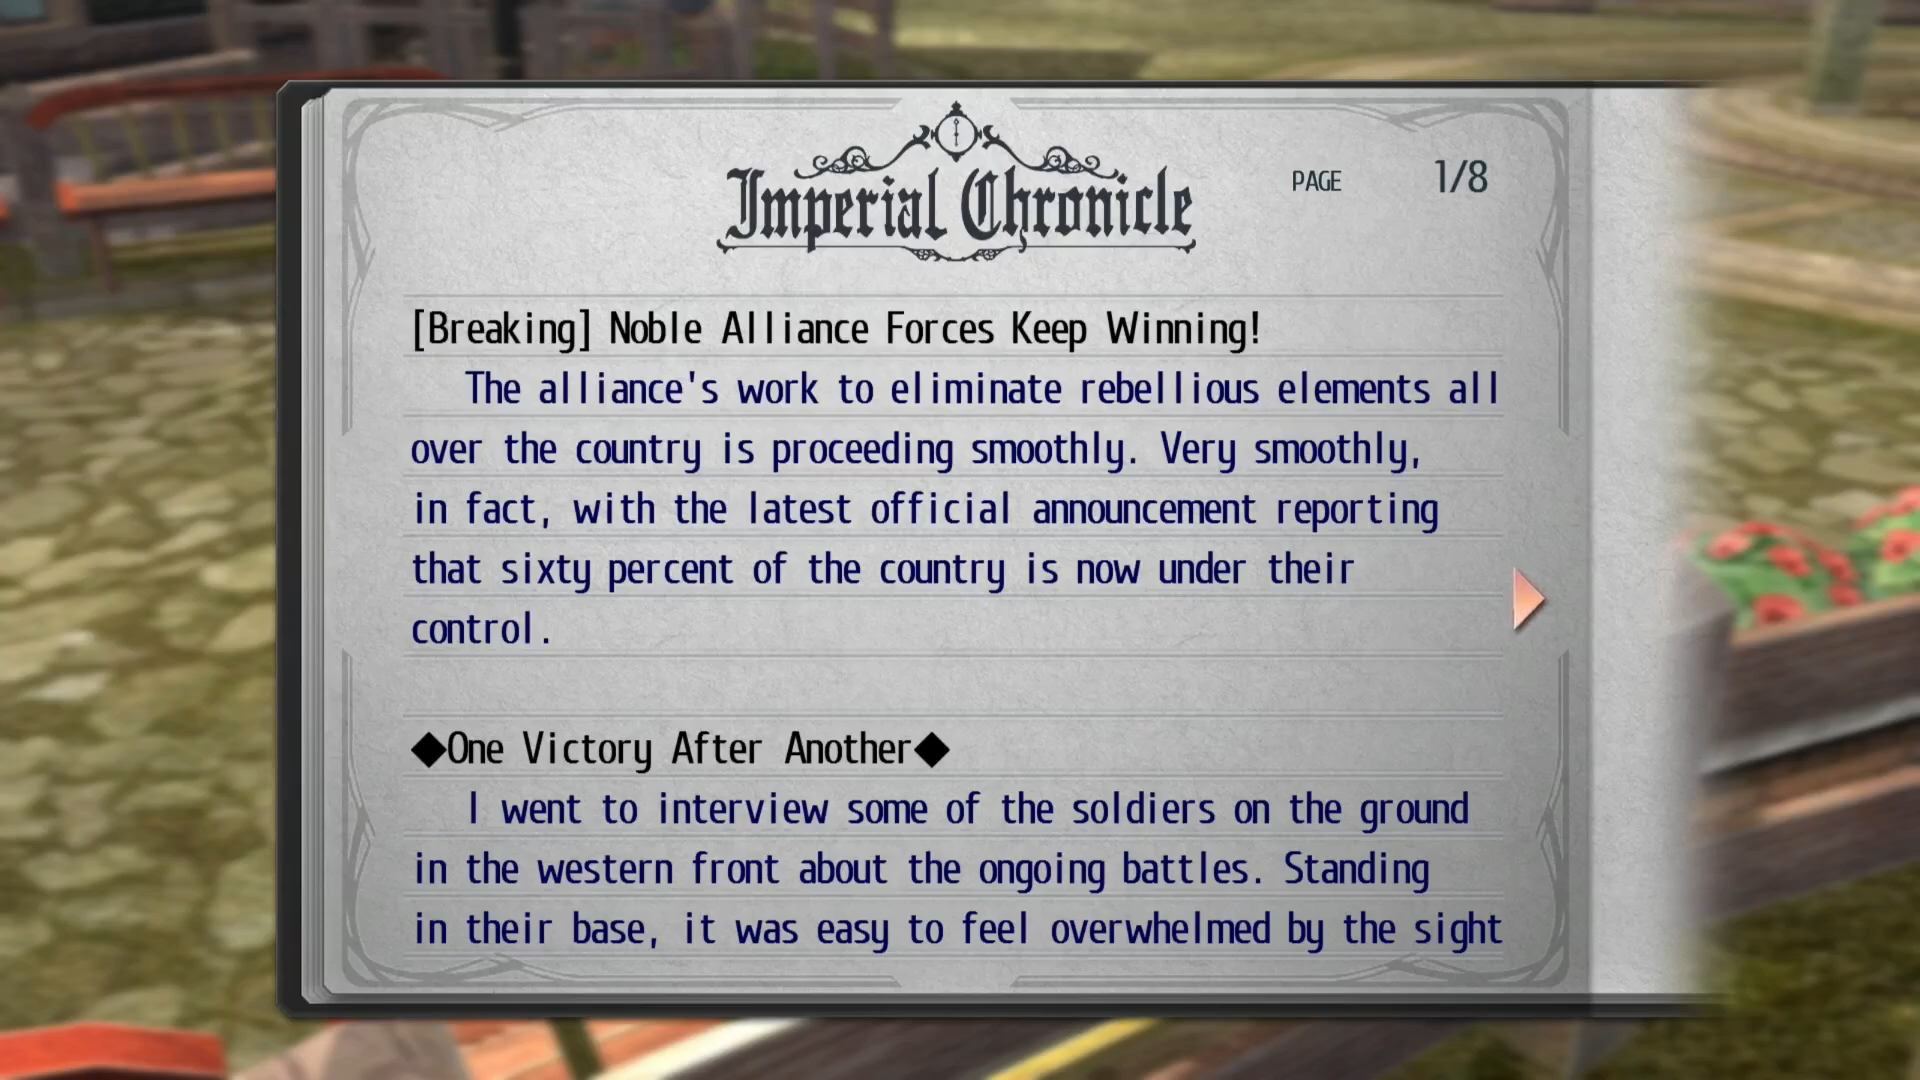 Imperial Chronicle
PAGE 1/8
[Breaking] Noble Alliance Forces Keep Winning!
The alliance's work to eliminate rebellious elements all
over the country is proceeding smoothly. Very smoothly,
in fact, with the latest official announcement reporting
that sixty percent of the country is now under their
control.
◆One Victory After Another◆
I went to interview some of the soldiers on the ground
in the western front about the ongoing battles. Standing
in their base, it was easy to feel overwhelmed by the sight